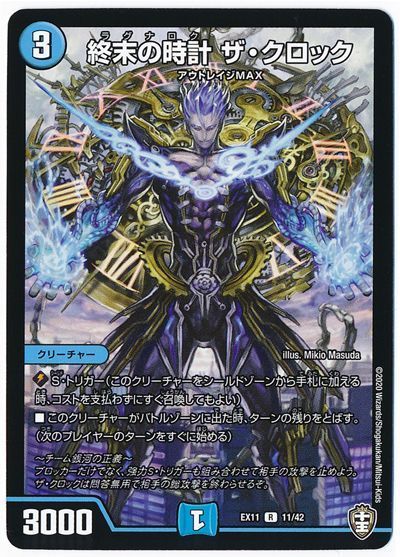 3
終末の時計 ザ・クロック
ラグナロク
アウトレイジMAX
クリーチャー
illus. Mikio Masuda
S・トリガー(このクリーチャーをシールドゾーンから手札に加える
時、コストを支払わずにすぐ召喚してもよい)
■このクリーチャーがバトルゾーンに出た時、ターンの残りをとばす。
(次のプレイヤーのターンをすぐに始める)
〜チーム銀河の正義〜
ブロッカーだけでなく、強力S・トリガーも組み合わせて相手の攻撃を止めよう。
ザ・クロックは問答無用で相手の総攻撃を終わらせるぞ。
©2020 Wizards/Shogakukan/Mitsui-Kids
3000
1
EX11 R 11/42